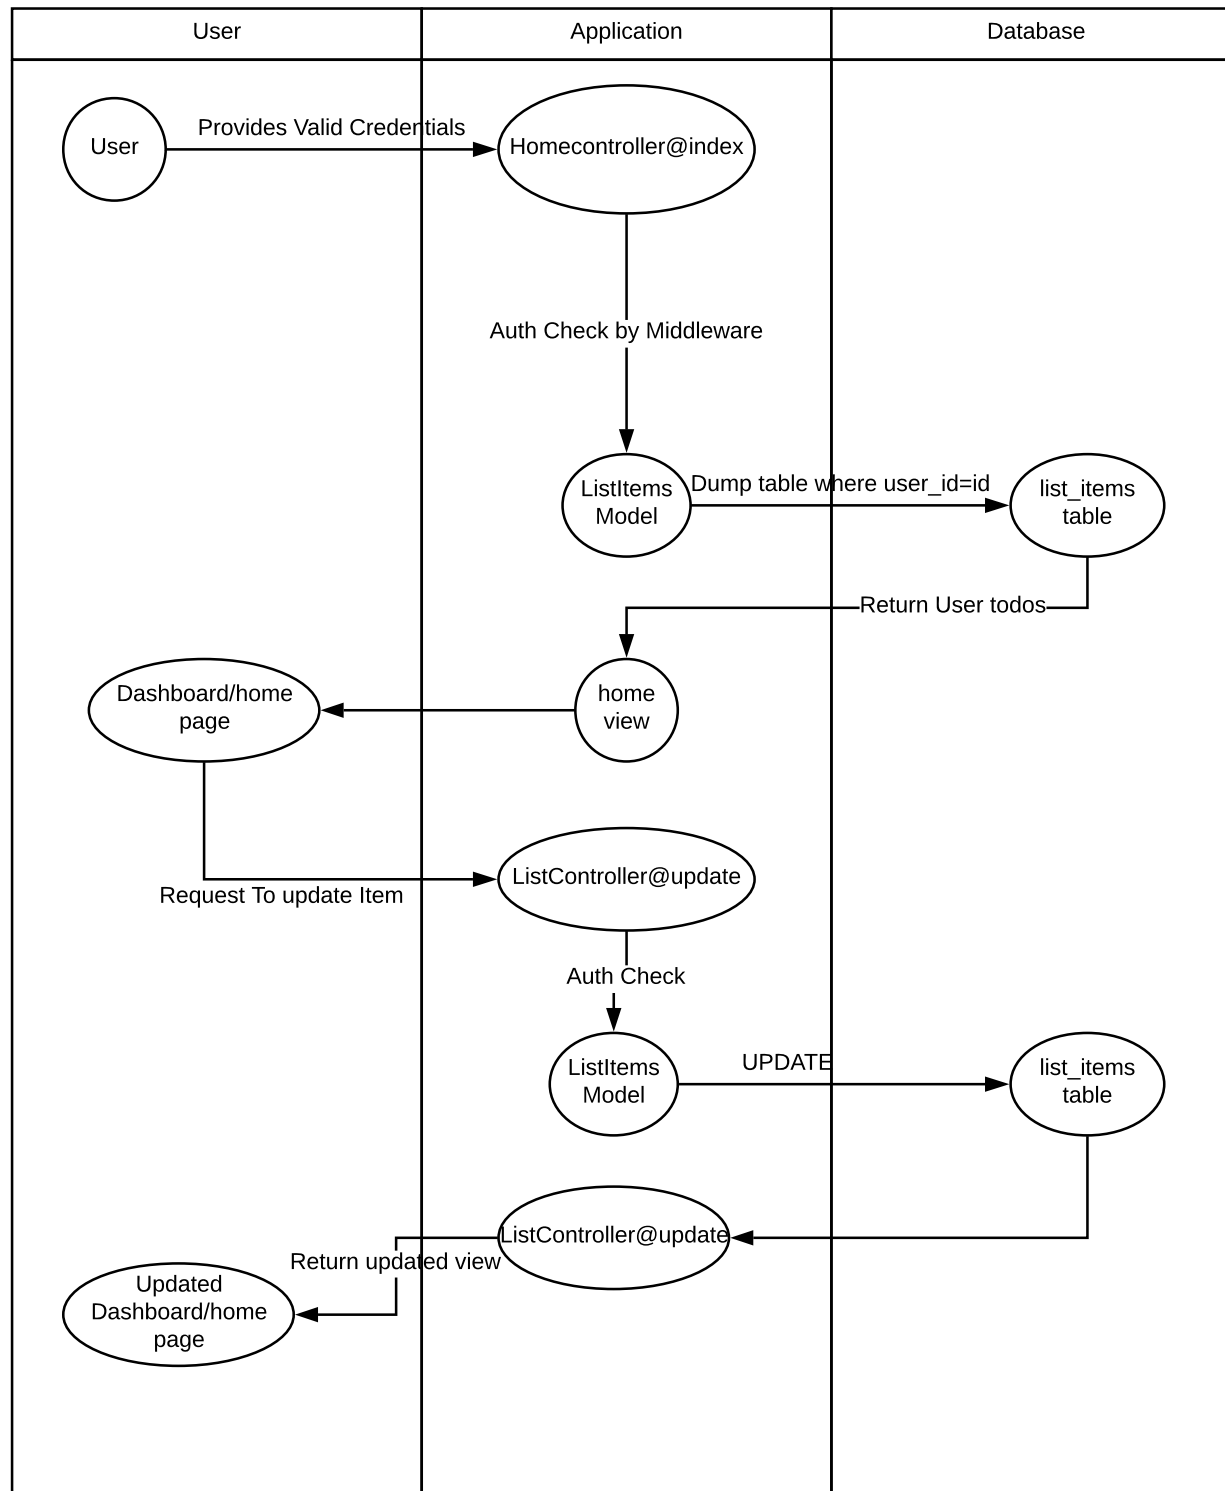 User
Application
Database
User
Provides Valid Credentials
Homecontroller@index
Auth Check by Middleware
ListItems
Model
Dump table where user_id=id
list_items
table
Return User todos
Dashboard/home
page
home
view
Request To update Item
ListController@update
Auth Check
ListItems
Model
UPDATE
list_items
table
ListController@update
Return updated view
Updated
Dashboard/home
page